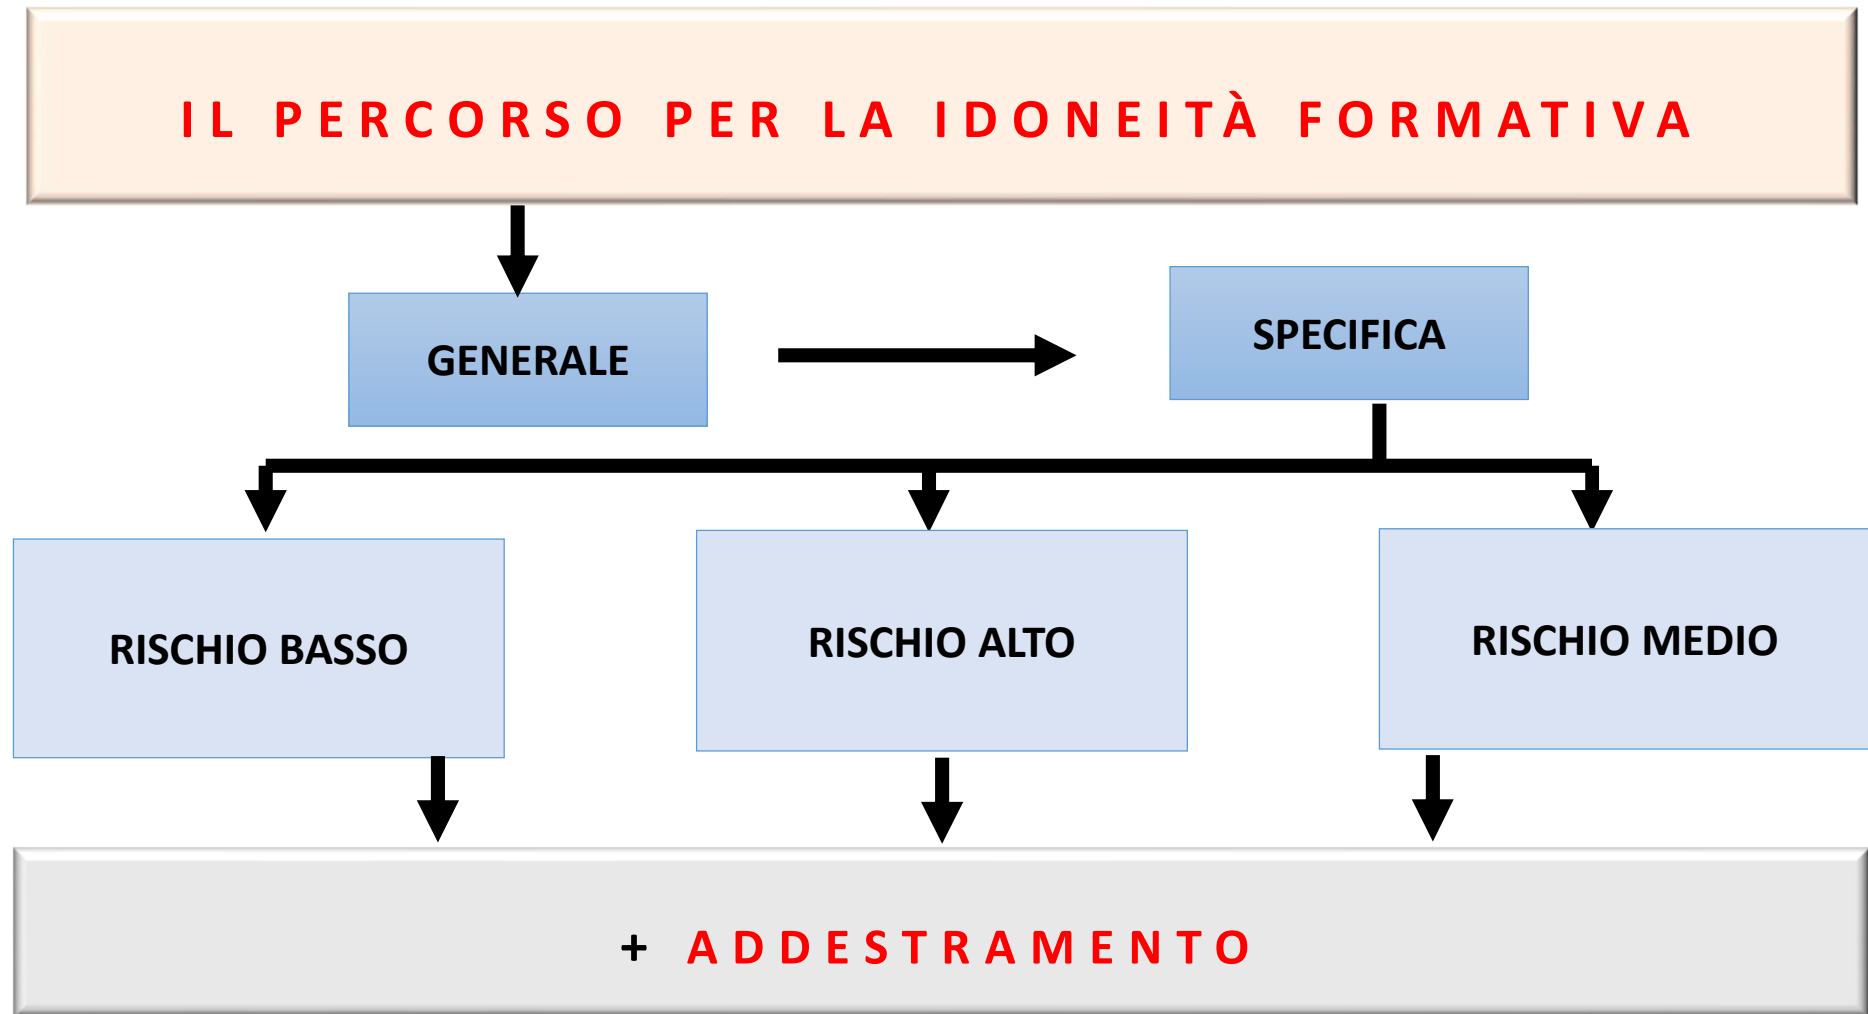 IL PERCORSO PER LA IDONEITÀ FORMATIVA
GENERALE
SPECIFICA
RISCHIO BASSO
RISCHIO ALTO
RISCHIO MEDIO
+ ADDESTRAMENTO